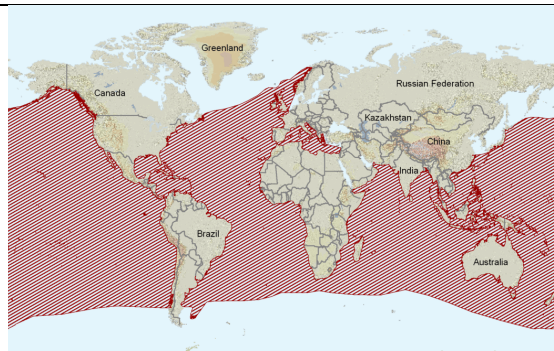 Greenland
Canada
Russian Federation
Kazakhstan
China
India
Brazil
Australia